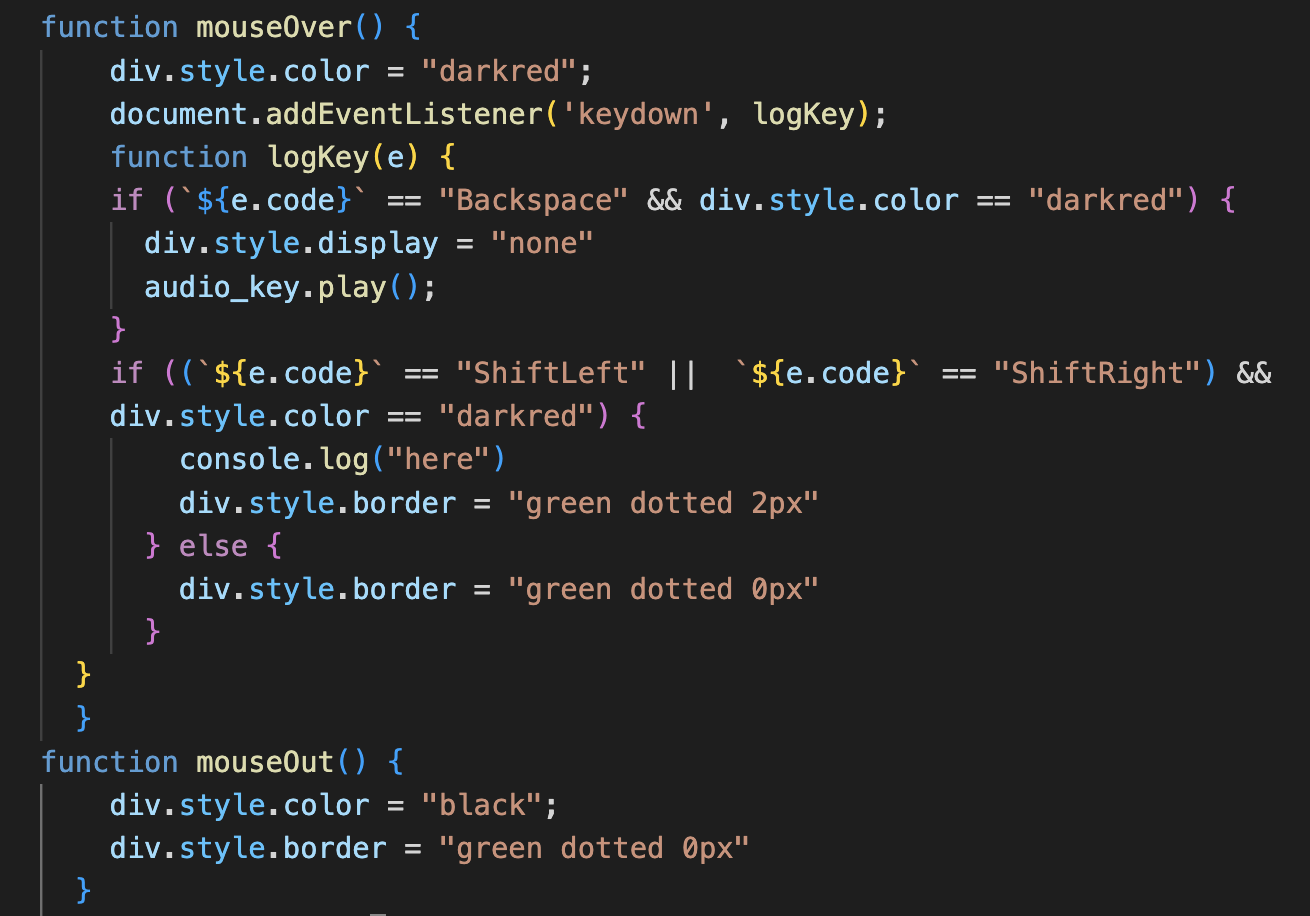 function mouseOver() {
div.style.color = "darkred";
document.addEventListener('keydown', logKey);
function logKey(e) {
if (`${e.code}` == "Backspace" && div.style.color == "darkred") {
div.style.display = "none"
audio_key.play();
}
if ((`${e.code}` == "ShiftLeft" ||  `${e.code}` == "ShiftRight") &&
div.style.color == "darkred") {
console.log("here")
div.style.border = "green dotted 2px"
} else {
div.style.border = "green dotted 0px"
}
}
}
function mouseOut() {
div.style.color = "black";
div.style.border = "green dotted 0px"
}